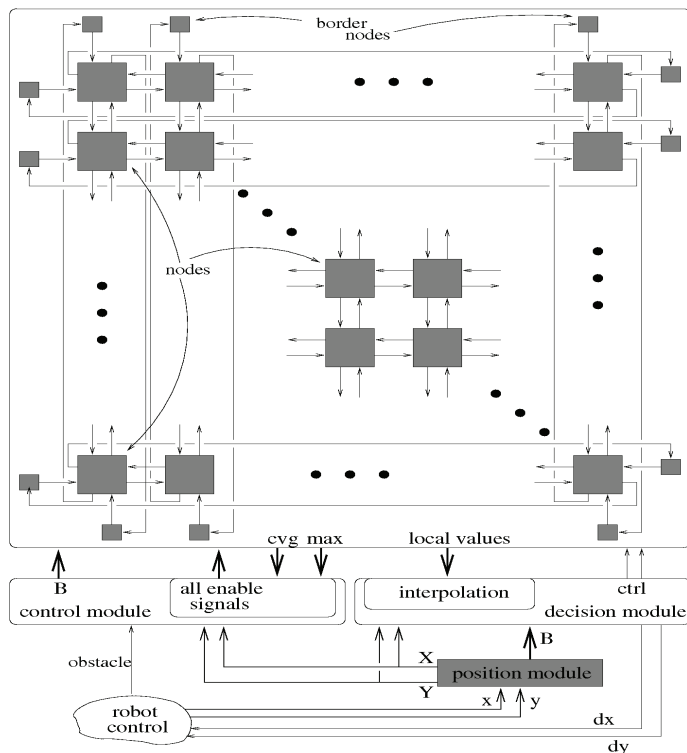 border
nodes
nodes
cvg max
local values
B
control module
all enable
signals
interpolation
ctrl
decision module
obstacle
X
B
Y
position module
x
y
robot
control
dx
dy